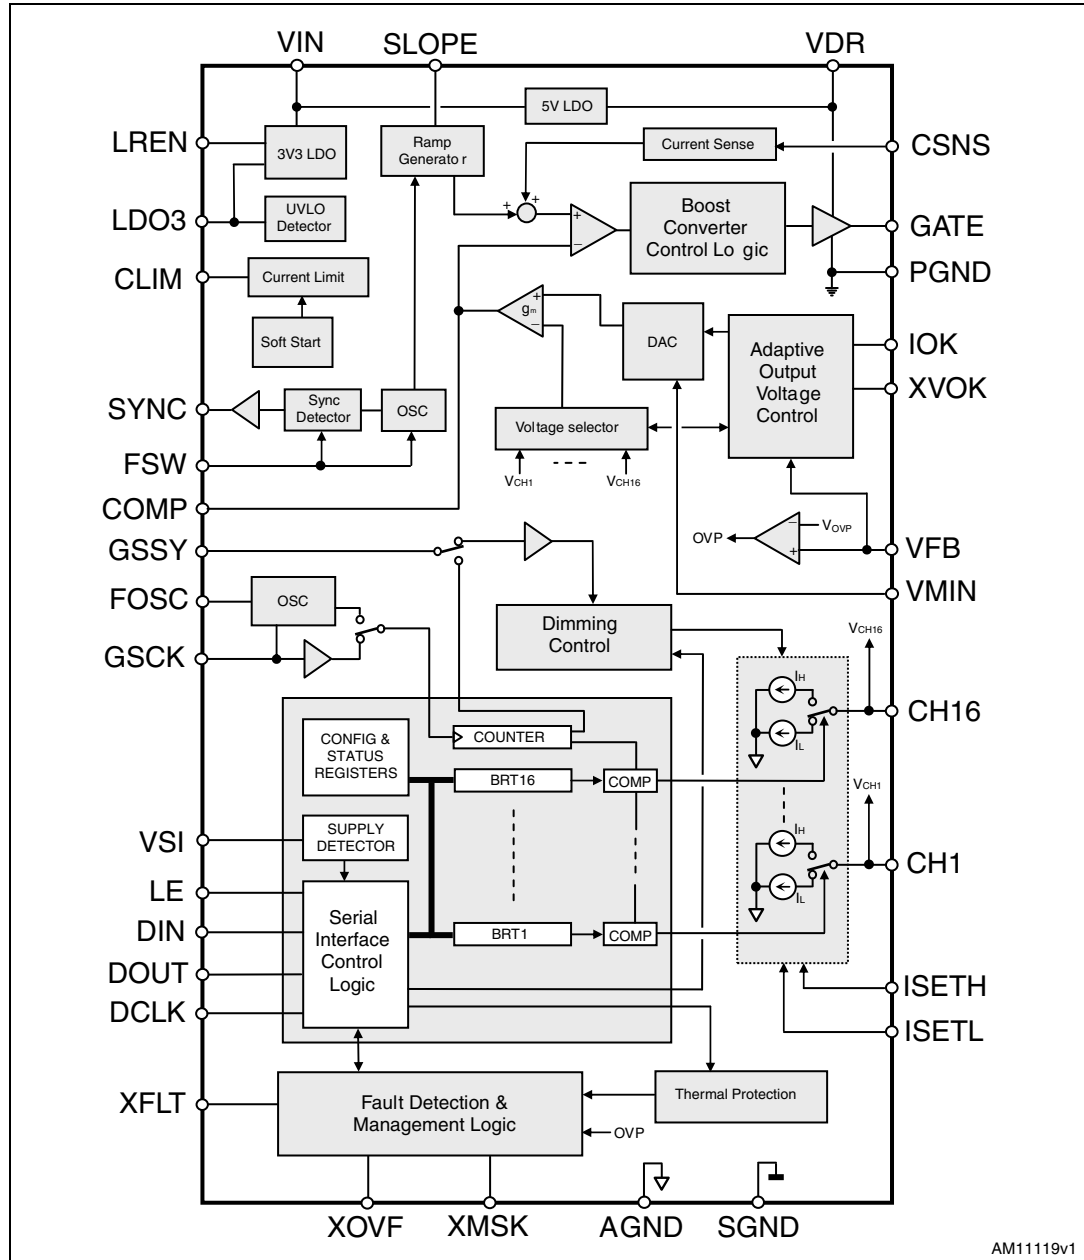 VIN
SLOPE
VDR
5V LDO
LREN
3V3 LDO
Ramp
Generato r
Current Sense
CSNS
LDO3
UVLO
Detector
+
+
+
−
Boost
Converter
Control Lo gic
GATE
CLIM
Current Limit
PGND
Soft Start
gm
+
−
DAC
Adaptive
Output
Voltage
Control
IOK
XVOK
SYNC
Sync
Detector
OSC
Voltage selector
FSW
VCH1
VCH16
COMP
GSSY
OVP
VOVP
−
+
VFB
FOSC
OSC
VMIN
Dimming
Control
GSCK
VCH16
IH
CH16
IL
CONFIG &
STATUS
REGISTERS
COUNTER
BRT16
COMP
VCH1
VSI
SUPPLY
DETECTOR
IH
CH1
IL
LE
Serial
Interface
Control
Logic
DIN
BRT1
COMP
DOUT
ISETH
DCLK
ISETL
XFLT
Fault Detection &
Management Logic
Thermal Protection
OVP
XOVF
XMSK
AGND
SGND
AM11119v1